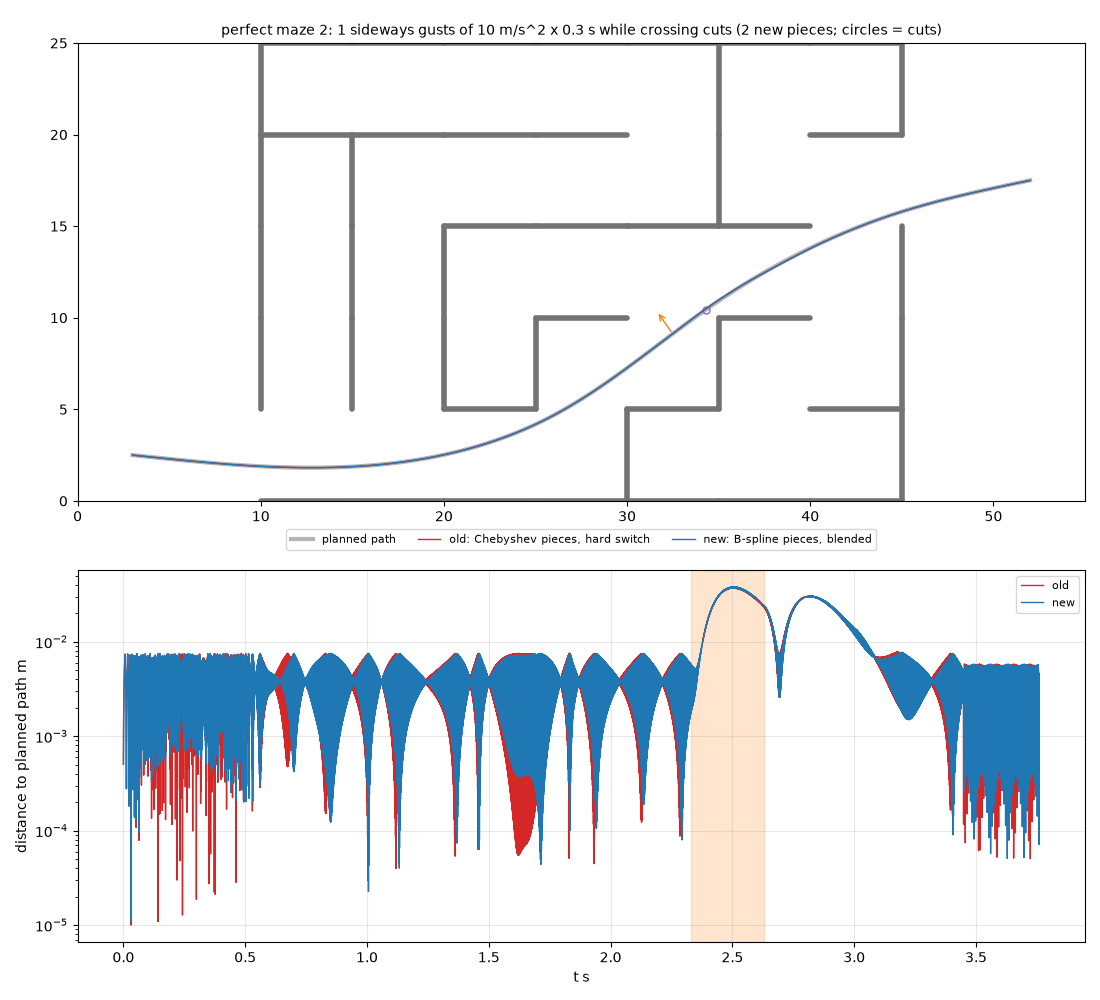 perfect maze 2: 1 sideways gusts of 10 m/s^2 x 0.3 s while crossing cuts (2 new pieces; circles = cuts)
25
20
15
10
5
0
0 10 20 30 40 50
planned path old: Chebyshev pieces, hard switch new: B-spline pieces, blended
old
new
10⁻²
10⁻³
10⁻⁴
10⁻⁵
distance to planned path m
0.0 0.5 1.0 1.5 2.0 2.5 3.0 3.5
t s